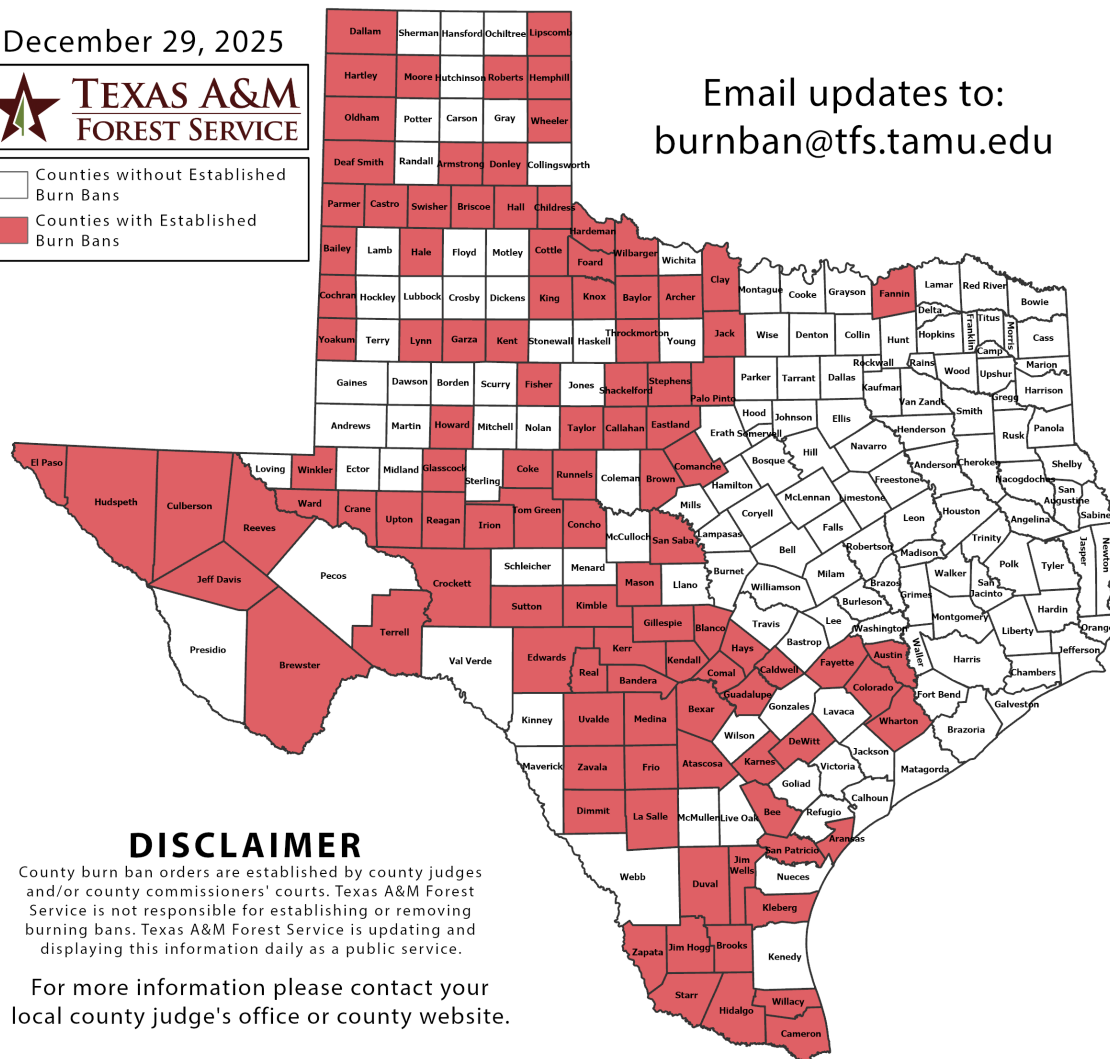 December 29, 2025
TEXAS A&M
FOREST SERVICE
Counties without Established
Burn Bans
Counties with Established
Burn Bans
Email updates to:
burnban@tfs.tamu.edu
Dallam Sherman Hansford Ochiltree Lipscomb
Hartley Moore Hutchinson Roberts Hemphill
Oldham Potter Carson Gray Wheeler
Deaf Smith Randall Armstrong Donley Collingsworth
Parmer Castro Swisher Briscoe Hall Childress
Hardeman
Bailey Lamb Hale Floyd Motley Cottle Foard Wilbarger Wichita
Clay Montague Cooke Grayson Fannin Lamar Red River Bowie
Cochran Hockley Lubbock Crosby Dickens King Knox Baylor Archer
Delta Titus Franklin Morris
Yoakum Terry Lynn Garza Kent Stonewall Haskell Throckmorton Young Jack Wise Denton Collin Hunt Hopkins Camp Cass
Rockwall Rains Wood Upshur Marion
Gaines Dawson Borden Scurry Fisher Jones Shackelford Stephens Palo Pinto Parker Tarrant Dallas Kaufman Van Zandt Gregg Harrison
Andrews Martin Howard Mitchell Nolan Taylor Callahan Eastland Erath Hood Somervell Johnson Ellis Henderson Smith Rusk Panola
El Paso Hudspeth Culberson Reeves Loving Winkler Ector Midland Glasscock Sterling Coke Runnels Coleman Brown Comanche Hamilton Bosque Hill Navarro Freestone Anderson Cherokee Nacogdoches Shelby
San
Augustine
Sabine
Ward Crane Upton Reagan Irion Tom Green Concho McCulloch San Saba Mills Lampasas Coryell McLennan Limestone Falls Leon Houston Angelina Trinity
Jeff Davis Pecos Crockett Schleicher Menard Mason Llano Burnet Bell Williamson Milam Robertson Brazos Madison Grimes Walker
San
Jacinto
Polk Tyler Jasper Newton
Presidio Brewster Terrell Val Verde Sutton Kimble Gillespie Blanco Travis Bastrop Lee Burleson Washington Montgomery Liberty Hardin Orange Jefferson
Edwards Real Kerr Bandera Kendall Comal Hays Caldwell Guadalupe Fayette Austin Waller Harris Chambers
Colorado Wharton Fort Bend Galveston Brazoria
Kinney Uvalde Medina Bexar Wilson Gonzales Lavaca DeWitt Jackson Matagorda
Maverick Zavala Frio Atascosa Karnes Goliad Victoria Calhoun
Dimmit La Salle McMullen Live Oak Bee Refugio Aransas
San Patricio
Webb Duval
Jim
Wells
Nueces
Kleberg
Zapata Jim Hogg Brooks Kenedy
Starr Hidalgo Willacy
Cameron
DISCLAIMER
County burn ban orders are established by county judges
and/or county commissioners' courts. Texas A&M Forest
Service is not responsible for establishing or removing
burning bans. Texas A&M Forest Service is updating and
displaying this information daily as a public service.
For more information please contact your
local county judge's office or county website.